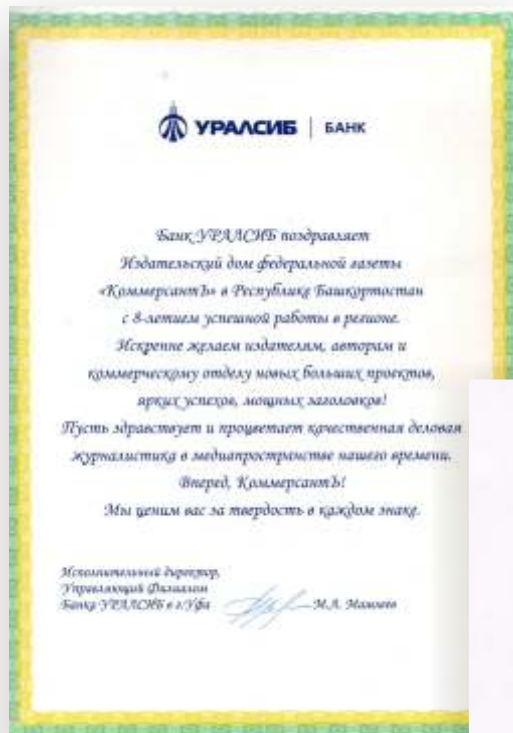 УРАЛСИБ | БАНК
Банк УРАЛСИБ поздравляет
Издательский дом федеральной газеты
«КоммерсантЪ» в Республике Башкортостан
с 8-летием успешной работы в регионе.
Искренне желаем издателям, авторам и
коммерческому отделу новых больших проектов,
ярких успехов, мощных заголовков!
Пусть здравствует и процветает качественная деловая
журналистика в медиапространстве нашего времени.
Вперед, КоммерсантЪ!
Мы ценим вас за твердость в каждом знаке.
Исполнительный директор,
Управляющий Филиалом
Банка УРАЛСИБ в г.Уфа
М.А.